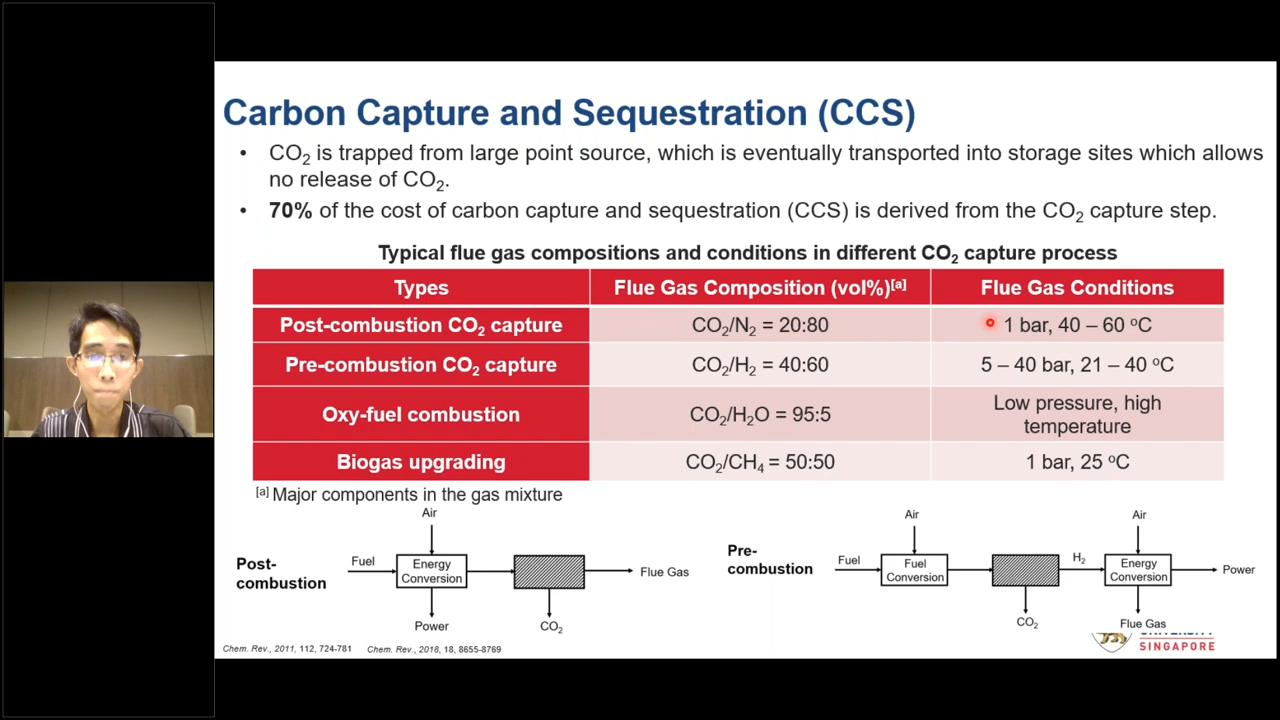 Carbon Capture and Sequestration (CCS)
• CO₂ is trapped from large point source, which is eventually transported into storage sites which allows
no release of CO₂.
• 70% of the cost of carbon capture and sequestration (CCS) is derived from the CO₂ capture step.
Typical flue gas compositions and conditions in different CO₂ capture process
Types Flue Gas Composition (vol%)[a] Flue Gas Conditions
Post-combustion CO₂ capture CO₂/N₂ = 20:80 1 bar, 40 – 60 ºC
Pre-combustion CO₂ capture CO₂/H₂ = 40:60 5 – 40 bar, 21 – 40 ºC
Oxy-fuel combustion CO₂/H₂O = 95:5 Low pressure, high
temperature
Biogas upgrading CO₂/CH₄ = 50:50 1 bar, 25 ºC
[a] Major components in the gas mixture
Post-
combustion
Air
Fuel
Energy
Conversion
Flue Gas
Power
CO₂
Pre-
combustion
Air
Fuel
Fuel
Conversion
H₂
Air
Energy
Conversion
Power
CO₂
Flue Gas
Chem. Rev., 2011, 112, 724-781 Chem. Rev., 2018, 18, 8655-8769
SINGAPORE